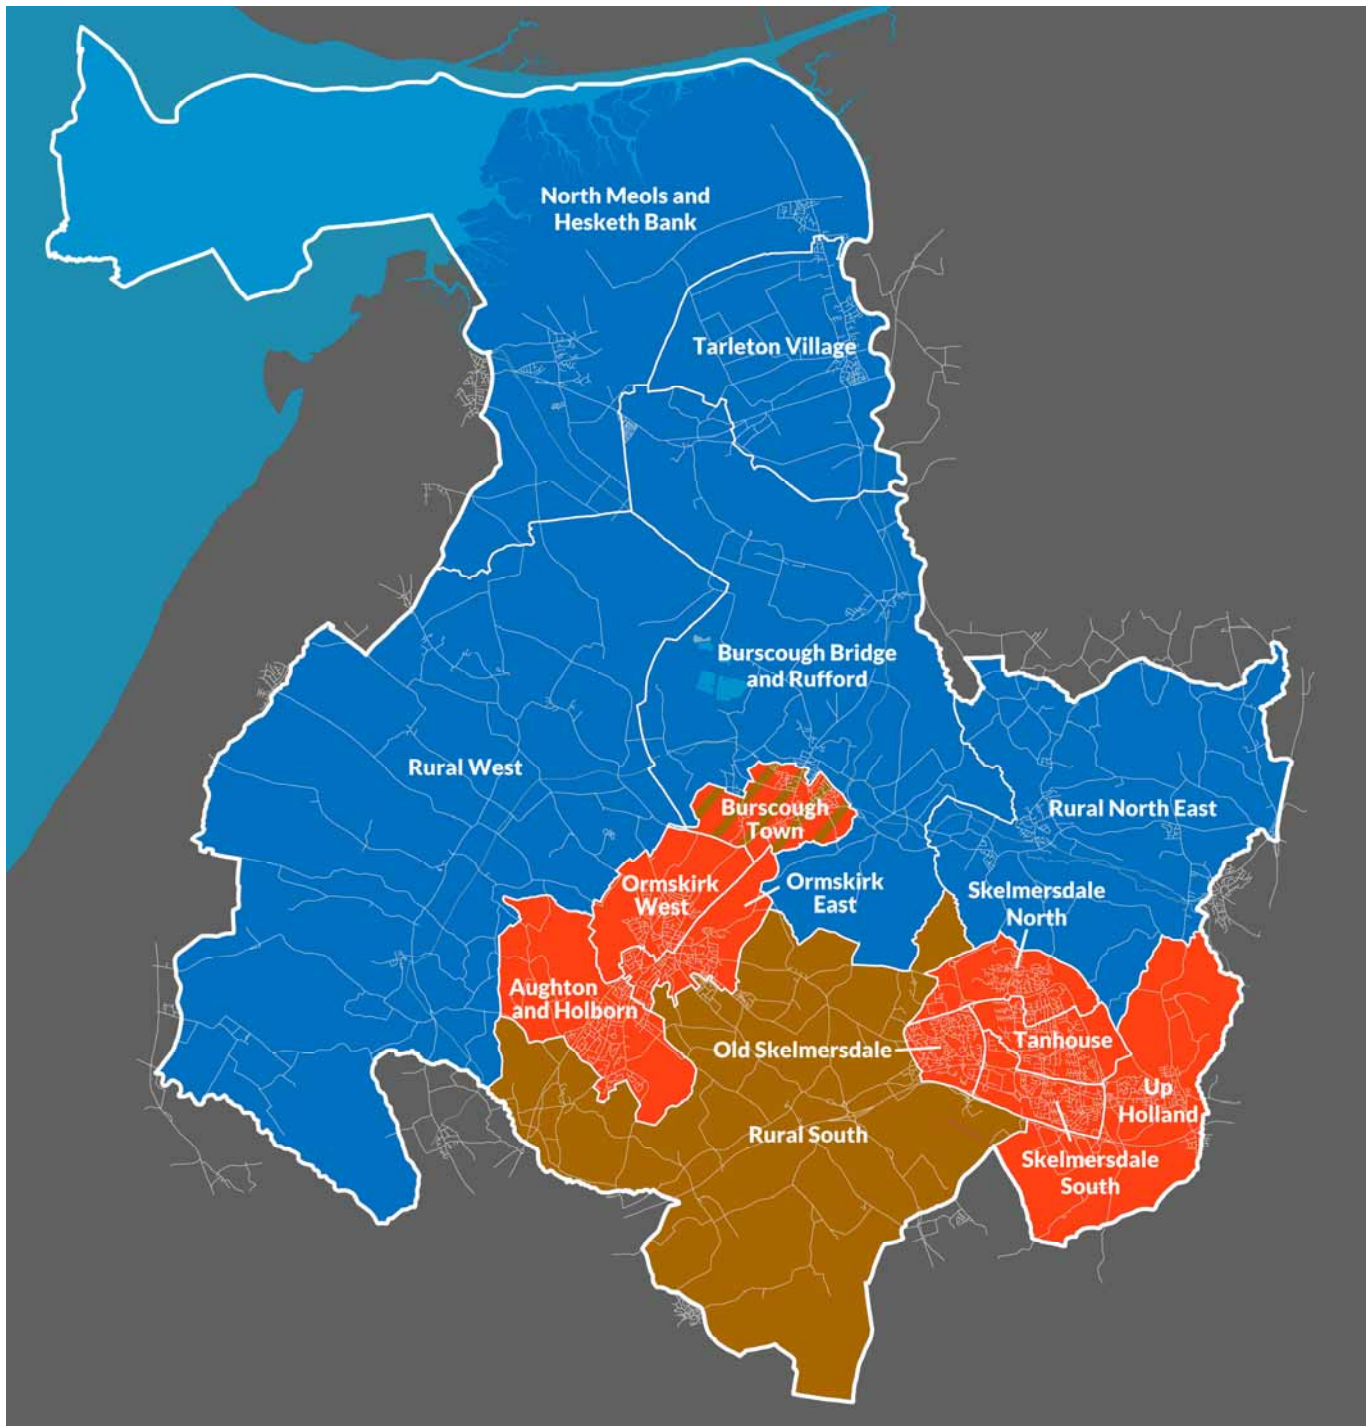 North Meols and
Hesketh Bank
Tarleton Village
Burscough Bridge
and Rufford
Rural West
Burscough
Town
Rural North East
Ormskirk
West
Ormskirk
East
Skelmersdale
North
Aughton
and Holborn
Old Skelmersdale
Tanhouse
Up
Holland
Rural South
Skelmersdale
South